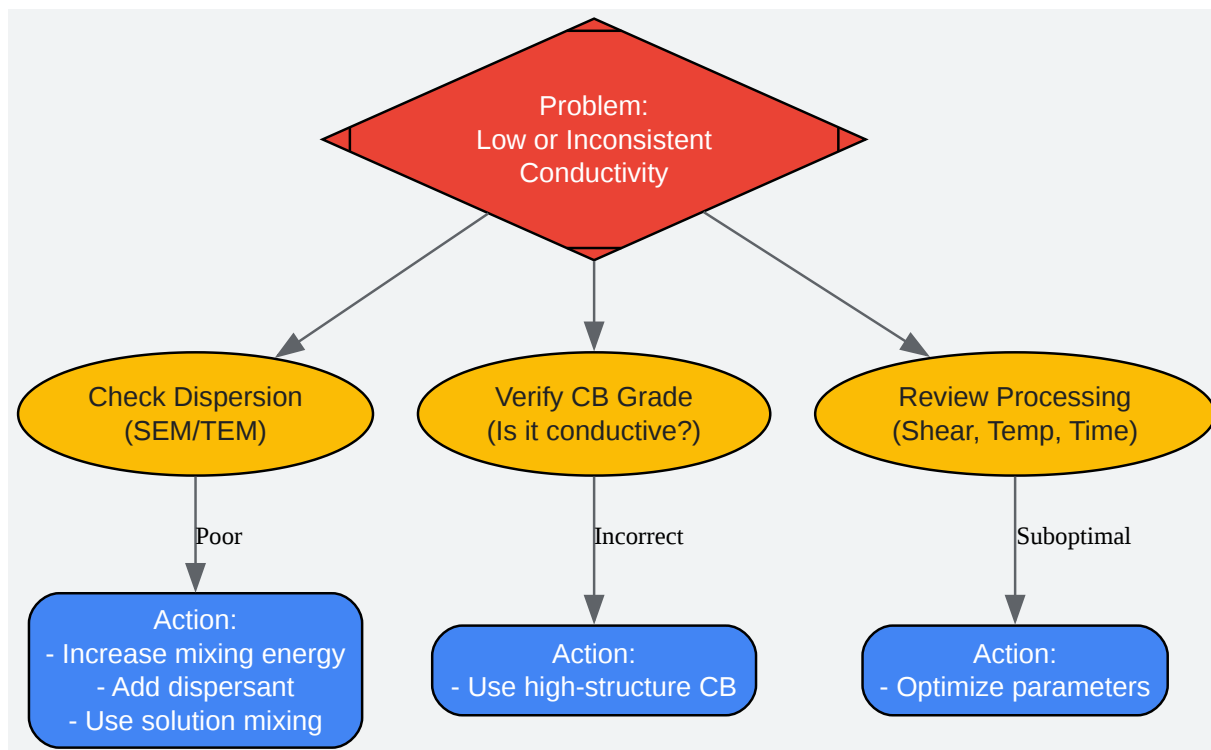 Problem:
Low or Inconsistent
Conductivity
Check Dispersion
(SEM/TEM)
Verify CB Grade
(Is it conductive?)
Review Processing
(Shear, Temp, Time)
Poor
Incorrect
Suboptimal
Action:
- Increase mixing energy
- Add dispersant
- Use solution mixing
Action:
- Use high-structure CB
Action:
- Optimize parameters